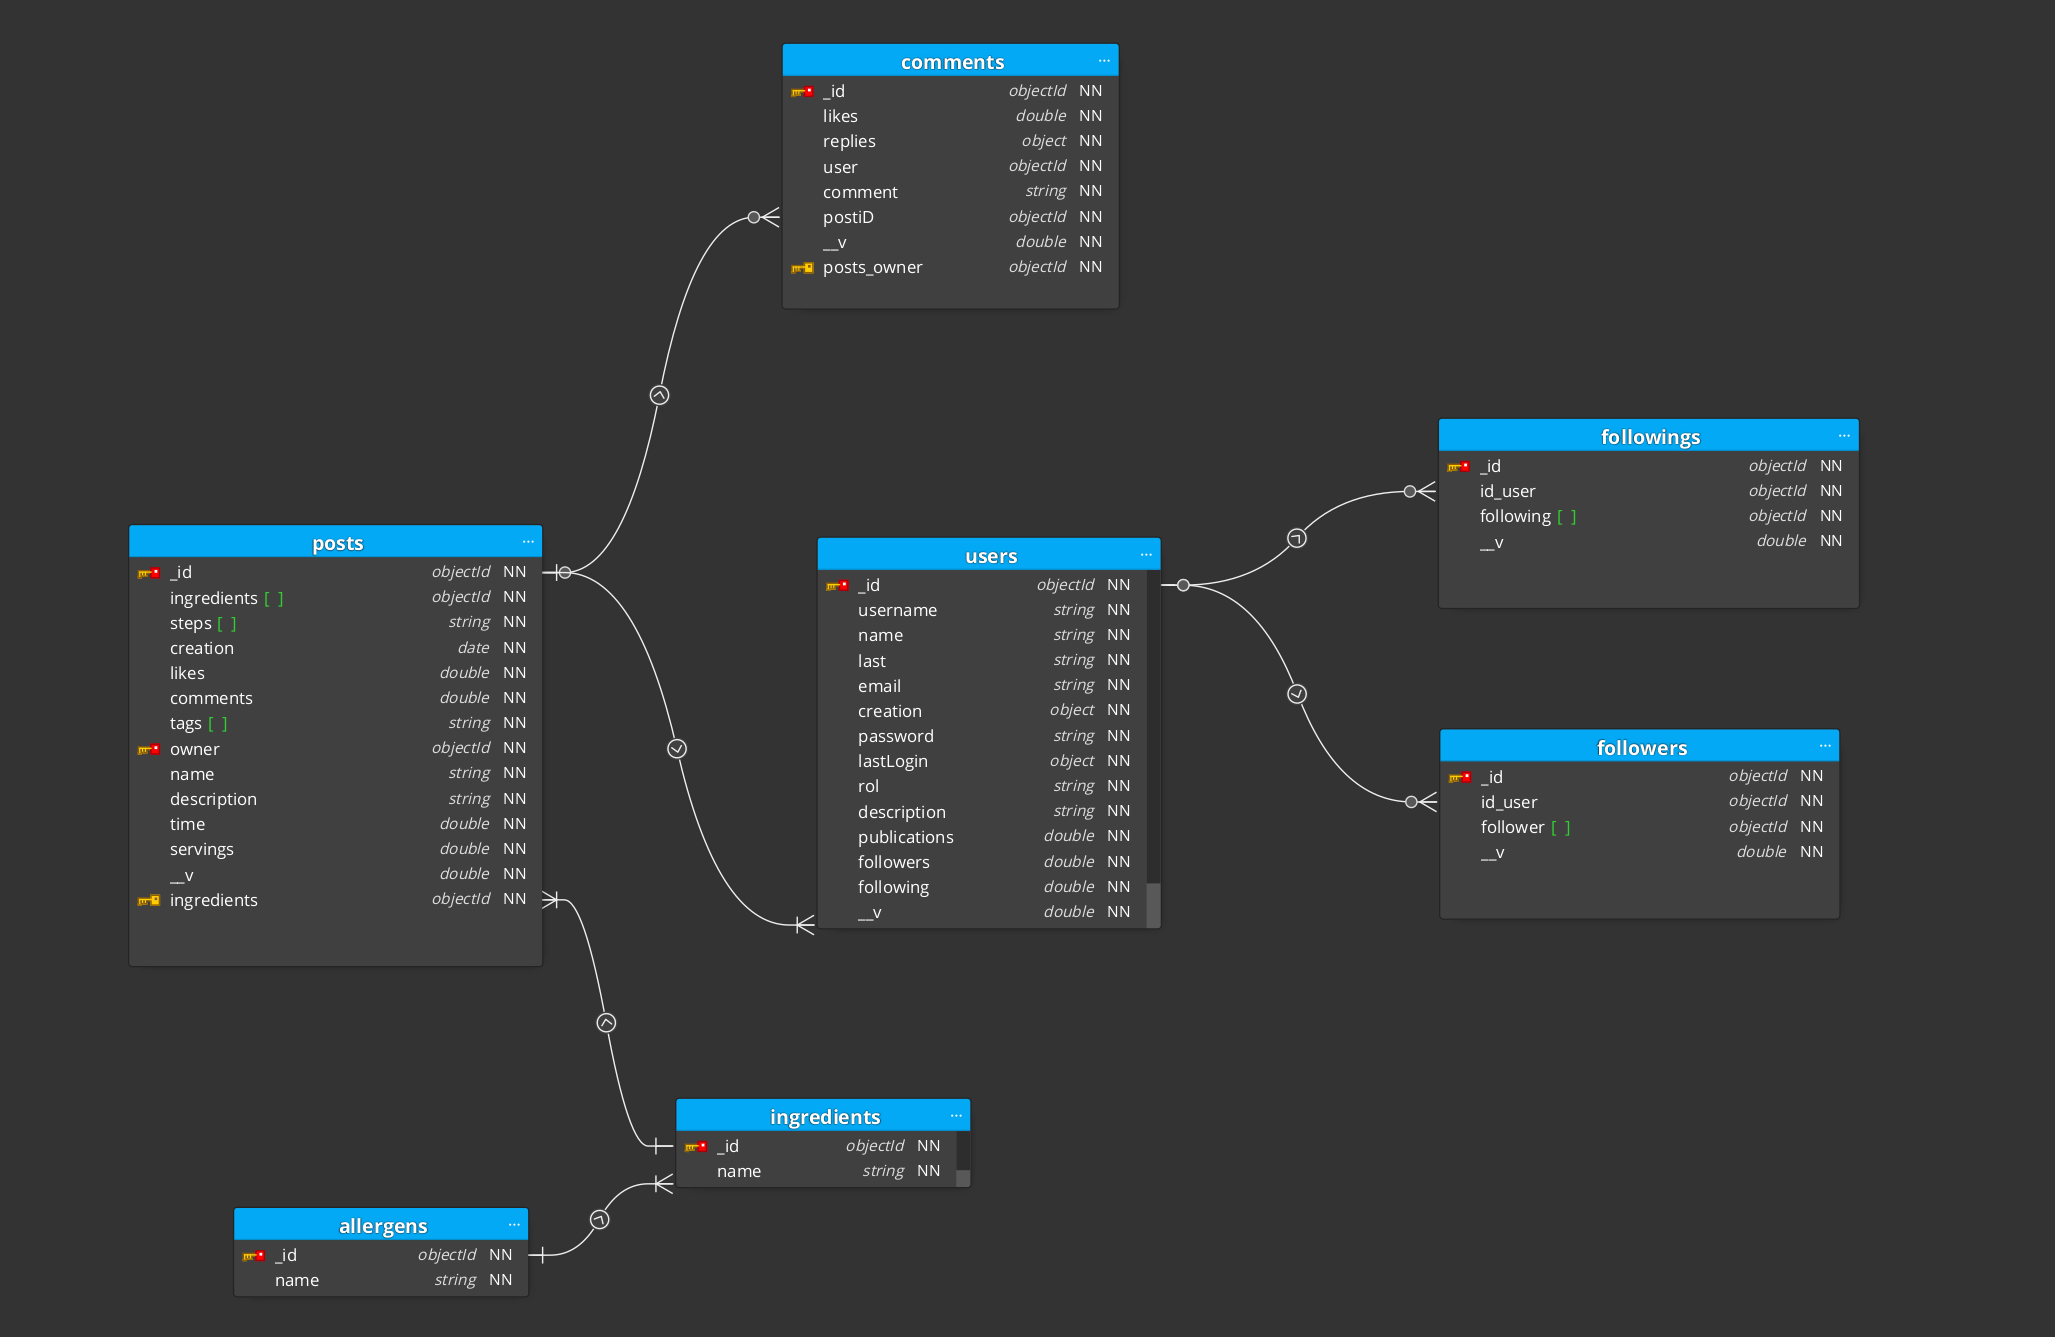 comments ...
_id objectId NN
likes double NN
replies object NN
user objectId NN
comment string NN
postiD objectId NN
__v double NN
posts_owner objectId NN
followings ...
_id objectId NN
id_user objectId NN
following [ ] objectId NN
__v double NN
posts ...
_id objectId NN
ingredients [ ] objectId NN
steps [ ] string NN
creation date NN
likes double NN
comments double NN
tags [ ] string NN
owner objectId NN
name string NN
description string NN
time double NN
servings double NN
__v double NN
ingredients objectId NN
users ...
_id objectId NN
username string NN
name string NN
last string NN
email string NN
creation object NN
password string NN
lastLogin object NN
rol string NN
description string NN
publications double NN
followers double NN
following double NN
__v double NN
followers ...
_id objectId NN
id_user objectId NN
follower [ ] objectId NN
__v double NN
ingredients ...
_id objectId NN
name string NN
allergens ...
_id objectId NN
name string NN